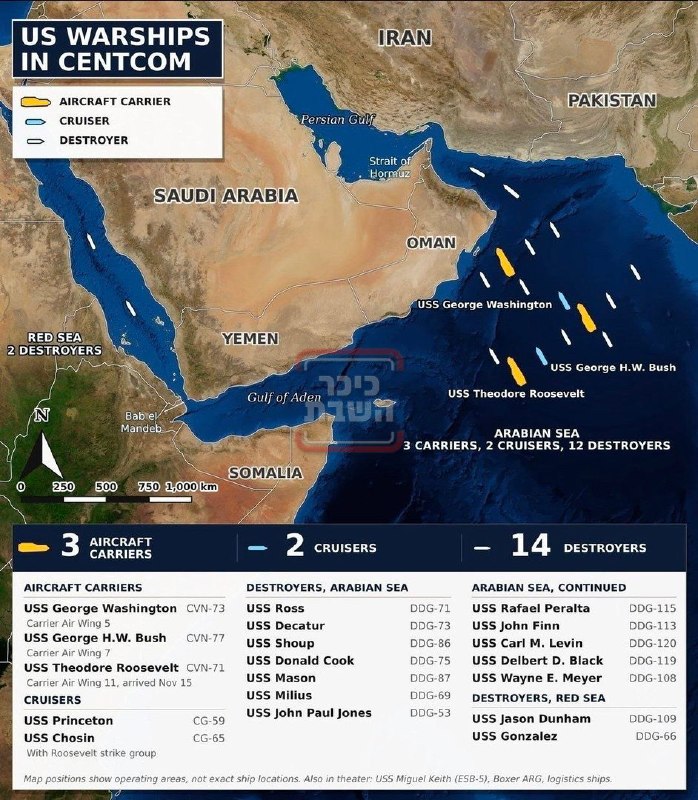 US WARSHIPS
IN CENTCOM
AIRCRAFT CARRIER
CRUISER
DESTROYER
IRAN
PAKISTAN
Persian Gulf
Strait of
Hormuz
SAUDI ARABIA
OMAN
USS George Washington
RED SEA
2 DESTROYERS
YEMEN
USS George H.W. Bush
כיכר
השבת
Gulf of Aden
USS Theodore Roosevelt
Bab el
Mandeb
ARABIAN SEA
3 CARRIERS, 2 CRUISERS, 12 DESTROYERS
N
SOMALIA
0 250 500 750 1,000 km
3 AIRCRAFT
CARRIERS
2 CRUISERS
14 DESTROYERS
AIRCRAFT CARRIERS
USS George Washington CVN-73
Carrier Air Wing 5
USS George H.W. Bush CVN-77
Carrier Air Wing 7
USS Theodore Roosevelt CVN-71
Carrier Air Wing 11, arrived Nov 15
CRUISERS
USS Princeton CG-59
USS Chosin CG-65
With Roosevelt strike group
DESTROYERS, ARABIAN SEA
USS Ross DDG-71
USS Decatur DDG-73
USS Shoup DDG-86
USS Donald Cook DDG-75
USS Mason DDG-87
USS Milius DDG-69
USS John Paul Jones DDG-53
ARABIAN SEA, CONTINUED
USS Rafael Peralta DDG-115
USS John Finn DDG-113
USS Carl M. Levin DDG-120
USS Delbert D. Black DDG-119
USS Wayne E. Meyer DDG-108
DESTROYERS, RED SEA
USS Jason Dunham DDG-109
USS Gonzalez DDG-66
Map positions show operating areas, not exact ship locations. Also in theater: USS Miguel Keith (ESB-5), Boxer ARG, logistics ships.